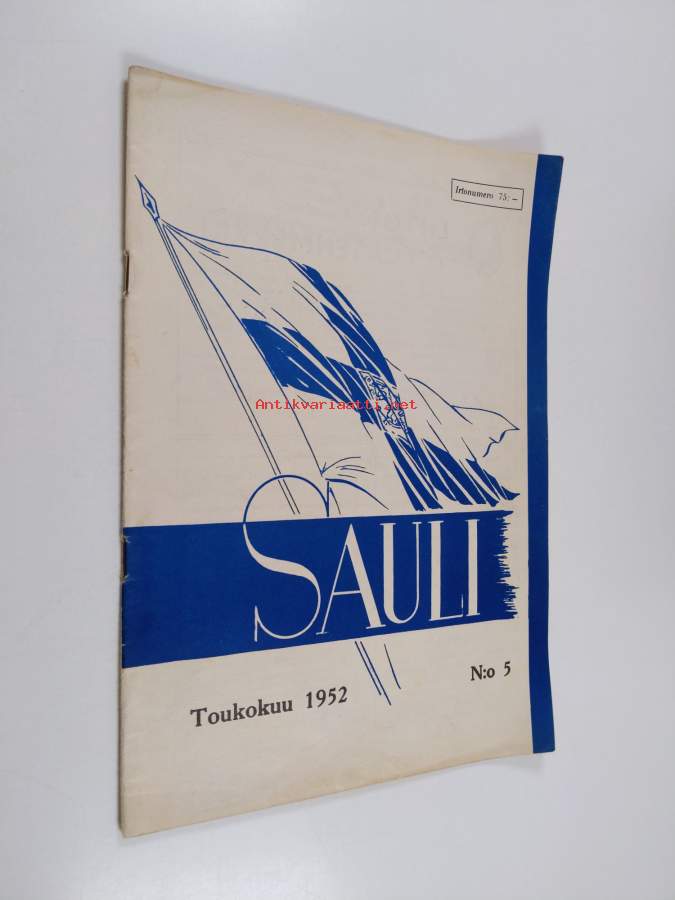 Irtonumero 75:–
Antikvariaatti.net
SAULI
Toukokuu 1952
N:o 5